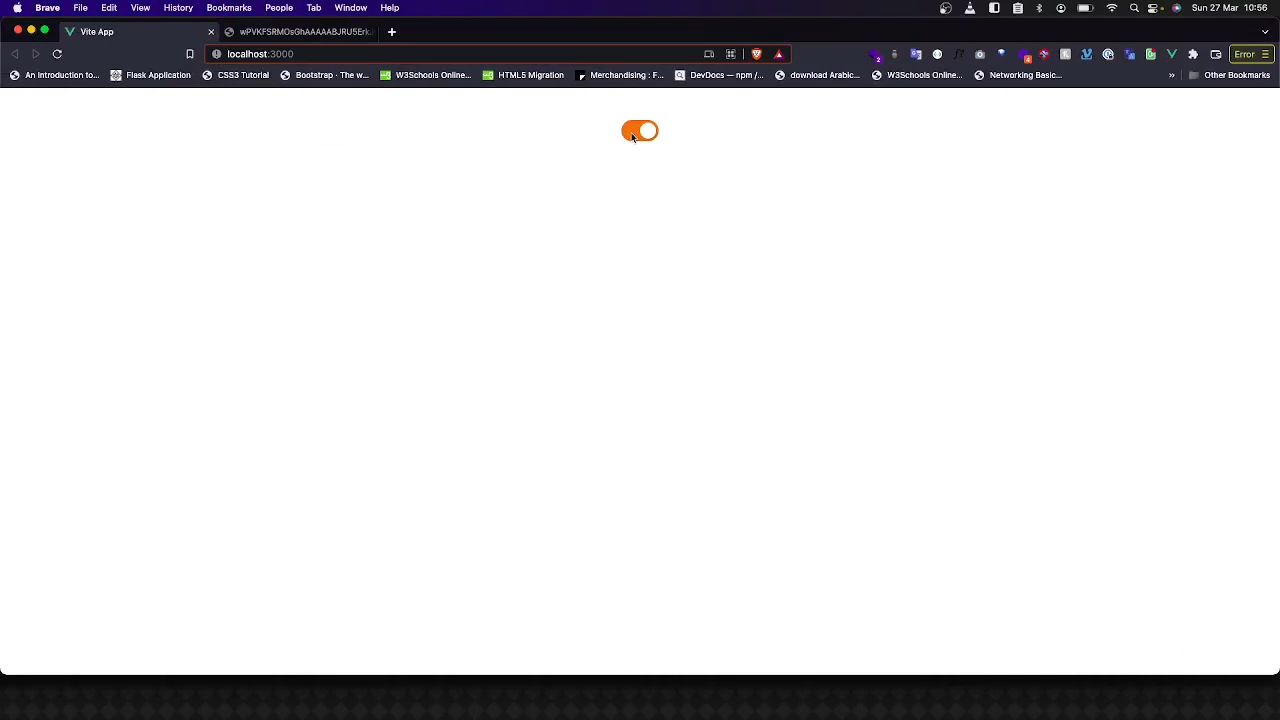 Brave File Edit View History Bookmarks People Tab Window Help Sun 27 Mar 10:56
Vite App wPVKFSRMOsGhAAAAABJRU5Erk
localhost:3000 Error
An Introduction to... Flask Application CSS3 Tutorial Bootstrap · The w... W3Schools Online... HTML5 Migration Merchandising : F... DevDocs — npm /... download Arabic... W3Schools Online... Networking Basic... » Other Bookmarks